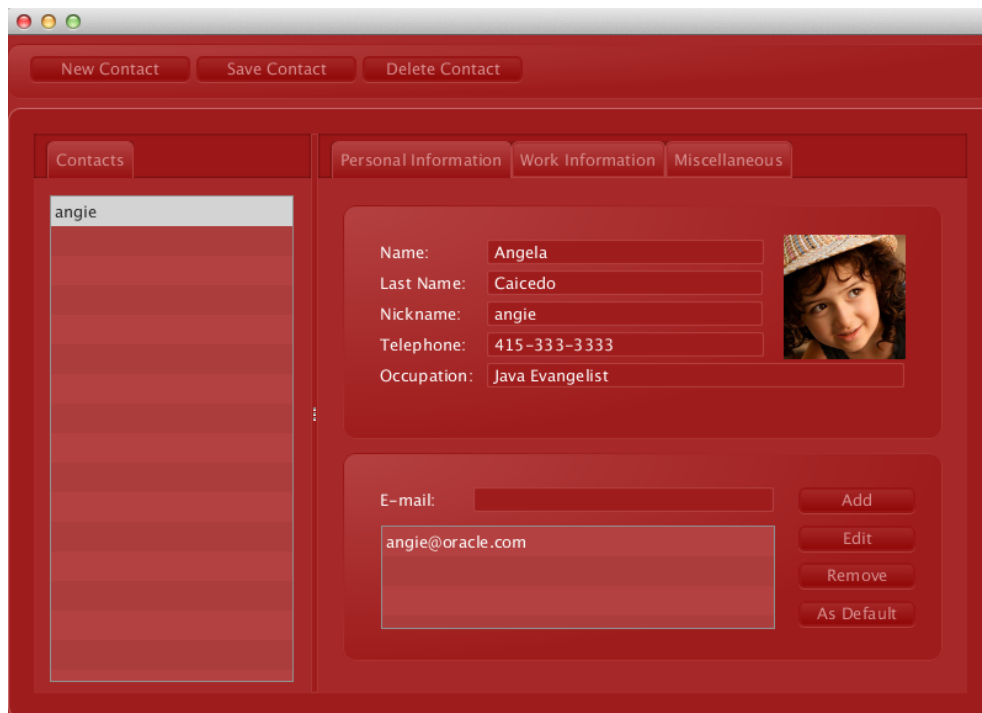 New Contact Save Contact Delete Contact
Contacts
angie
Personal Information Work Information Miscellaneous
Name: Angela
Last Name: Caicedo
Nickname: angie
Telephone: 415-333-3333
Occupation: Java Evangelist
E-mail: Add
angie@oracle.com Edit
Remove
As Default